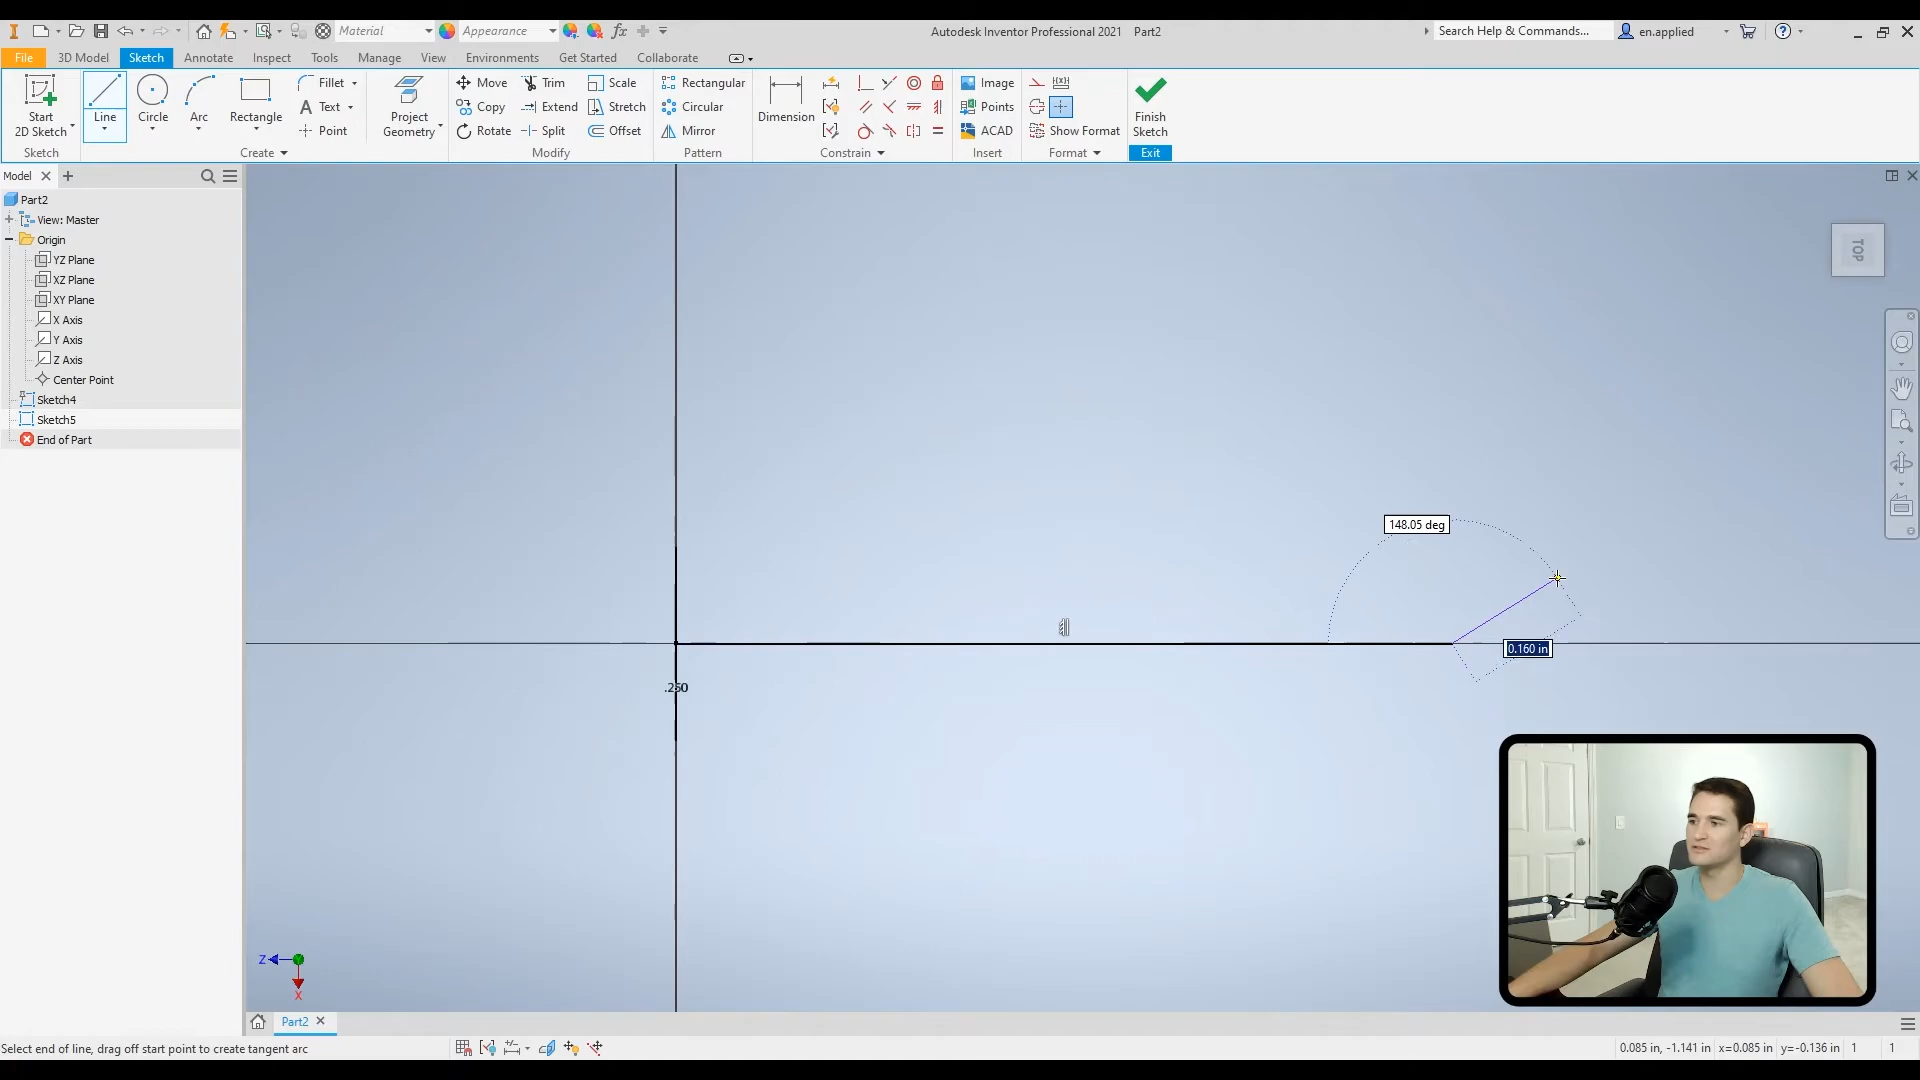 Material
Appearance
Autodesk Inventor Professional 2021 Part2
Search Help & Commands...
en.applied
File 3D Model Sketch Annotate Inspect Tools Manage View Environments Get Started Collaborate
Start 2D Sketch
Line
Circle
Arc
Rectangle
Fillet
Text
Point
Project Geometry
Move
Copy
Rotate
Trim
Extend
Split
Scale
Stretch
Offset
Rectangular
Circular
Mirror
Dimension
Image
Points
ACAD
Show Format
Finish Sketch
Sketch Create Modify Pattern Constrain Insert Format Exit
Model
Part2
View: Master
Origin
YZ Plane
XZ Plane
XY Plane
X Axis
Y Axis
Z Axis
Center Point
Sketch4
Sketch5
End of Part
TOP
148.05 deg
0.160 in
.250
Z
X
Part2
Select end of line, drag off start point to create tangent arc
0.085 in, -1.141 in x=0.085 in y=-0.136 in 1 1